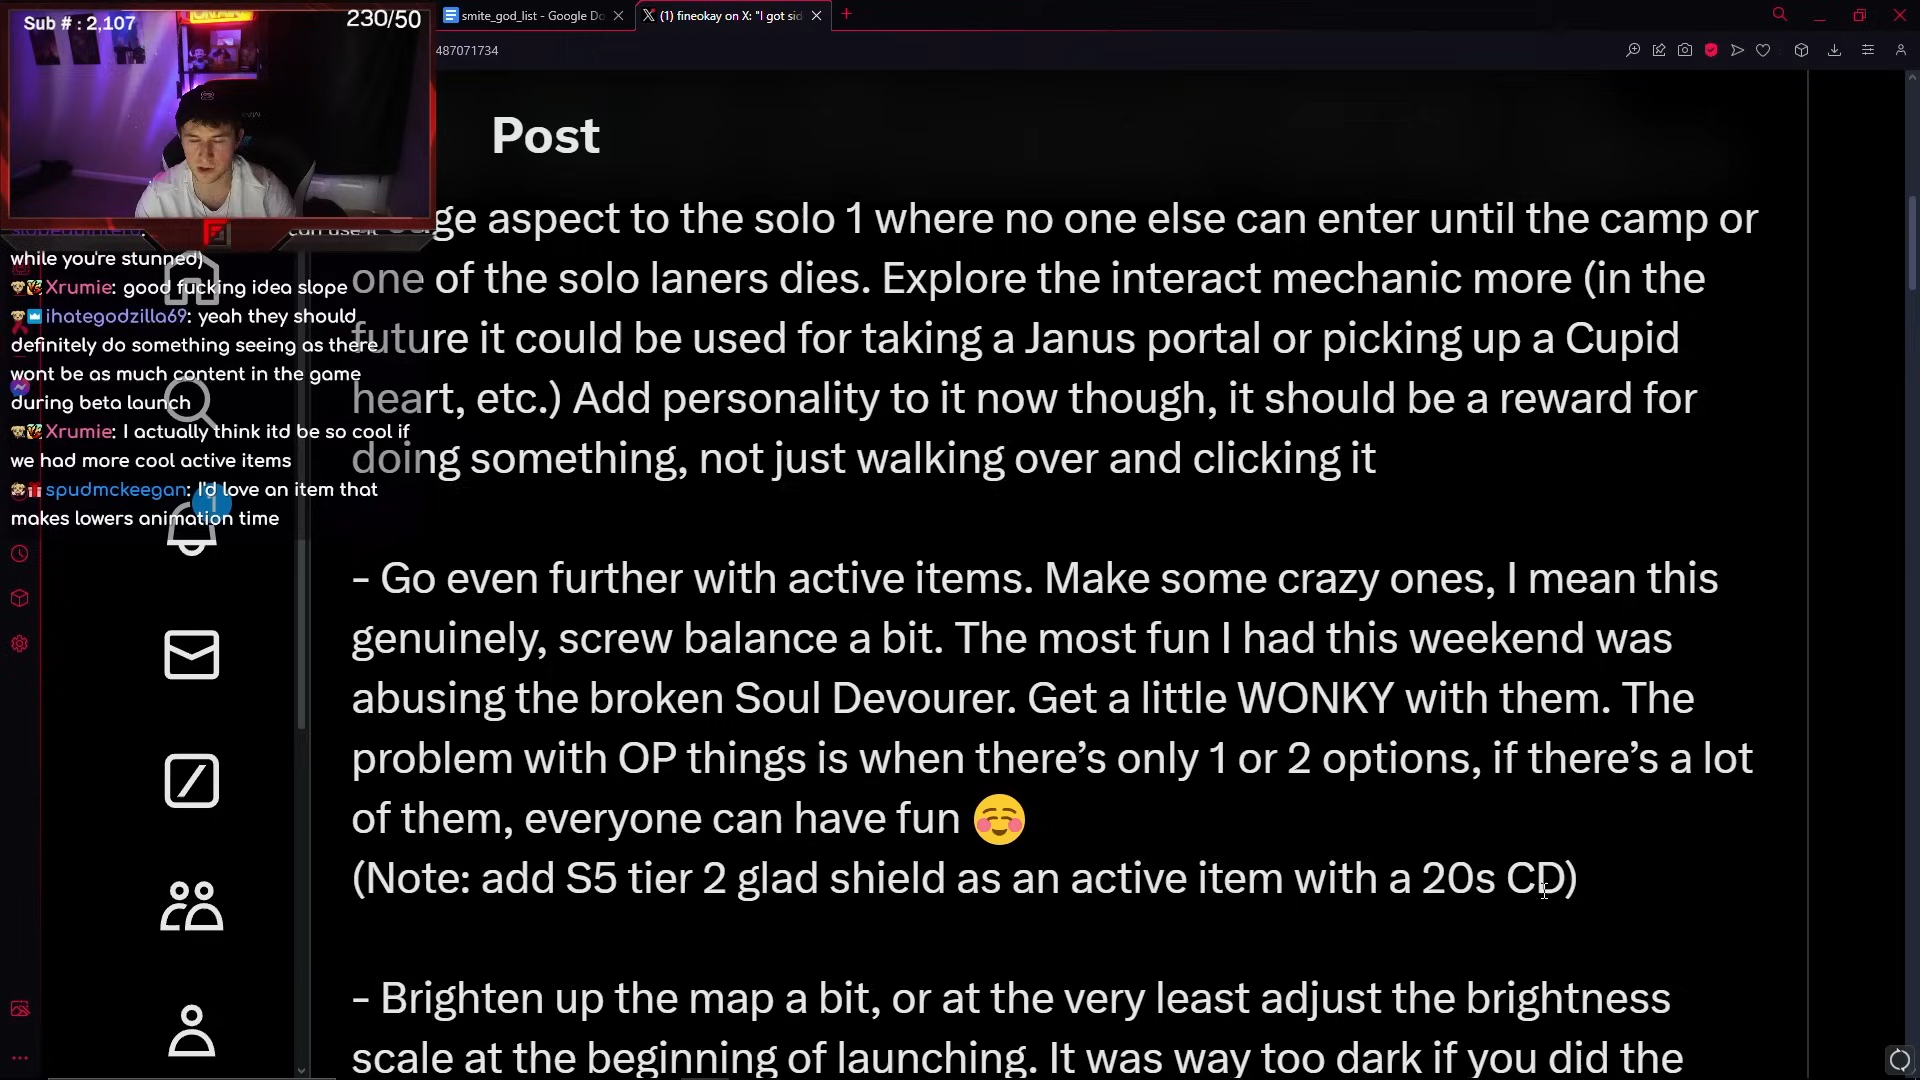 Sub # : 2,107
230/50
smite_god_list - Google Do
(1) fineokay on X: "I got sid
487071734
Post
can use it
while you're stunned)
Xrumie: good fucking idea slope
ihategodzilla69: yeah they should
definitely do something seeing as there
wont be as much content in the game
during beta launch
Xrumie: I actually think itd be so cool if
we had more cool active items
spudmckeegan: I'd love an item that
makes lowers animation time
1
aspect to the solo 1 where no one else can enter until the camp or
one of the solo laners dies. Explore the interact mechanic more (in the
future it could be used for taking a Janus portal or picking up a Cupid
heart, etc.) Add personality to it now though, it should be a reward for
doing something, not just walking over and clicking it
- Go even further with active items. Make some crazy ones, I mean this
genuinely, screw balance a bit. The most fun I had this weekend was
abusing the broken Soul Devourer. Get a little WONKY with them. The
problem with OP things is when there's only 1 or 2 options, if there's a lot
of them, everyone can have fun 😊
(Note: add S5 tier 2 glad shield as an active item with a 20s CD)
- Brighten up the map a bit, or at the very least adjust the brightness
scale at the beginning of launching. It was way too dark if you did the